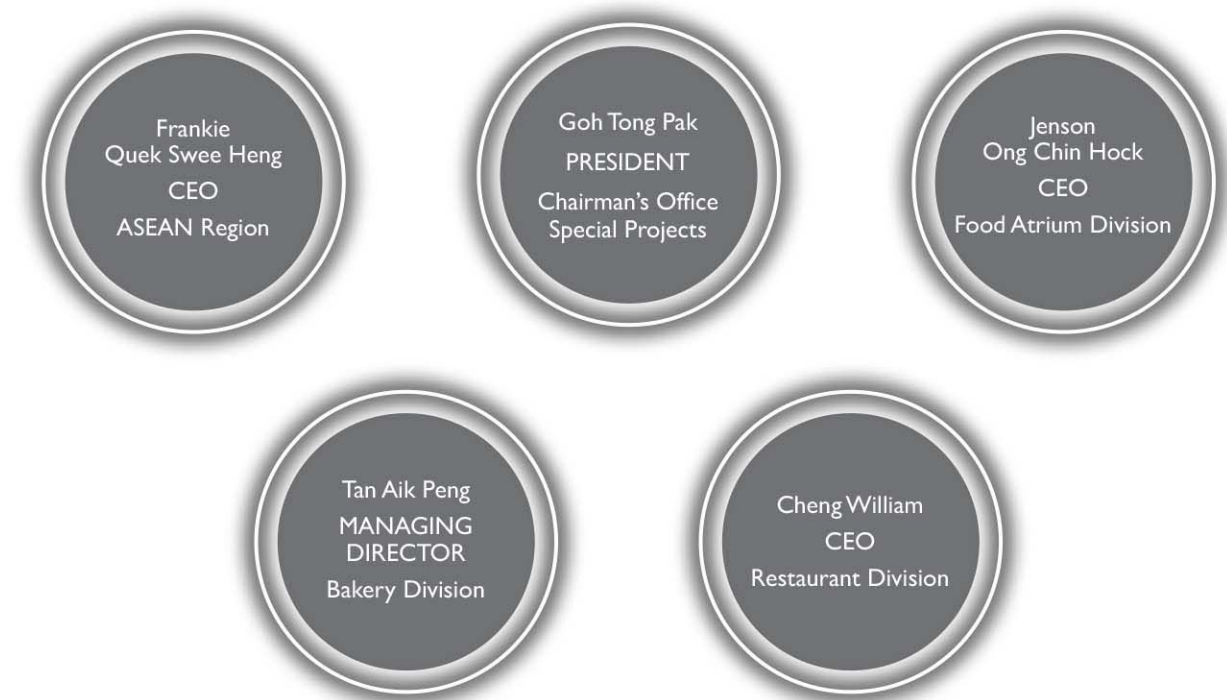 Frankie
Quek Swee Heng
CEO
ASEAN Region
Goh Tong Pak
PRESIDENT
Chairman's Office
Special Projects
Jenson
Ong Chin Hock
CEO
Food Atrium Division
Tan Aik Peng
MANAGING
DIRECTOR
Bakery Division
Cheng William
CEO
Restaurant Division